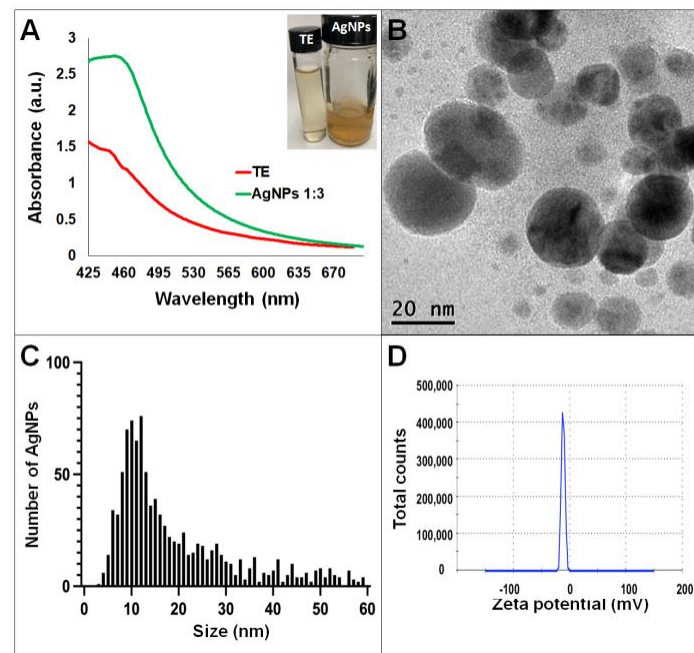 A
3
2.5
2
1.5
1
0.5
0
Absorbance (a.u.)
TE
AgNPs
TE
AgNPs 1:3
425 460 495 530 565 600 635 670
Wavelength (nm)
B
20 nm
C
100
50
0
Number of AgNPs
0 10 20 30 40 50 60
Size (nm)
D
500,000
400,000
300,000
200,000
100,000
0
Total counts
-100 0 100 200
Zeta potential (mV)